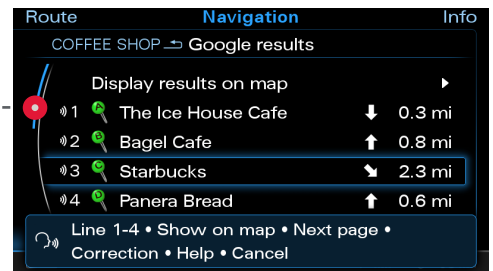 Route Navigation Info
COFFEE SHOP Google results
Display results on map
1 A The Ice House Cafe 0.3 mi
2 B Bagel Cafe 0.8 mi
3 C Starbucks 2.3 mi
4 D Panera Bread 0.6 mi
Line 1-4 • Show on map • Next page •
Correction • Help • Cancel